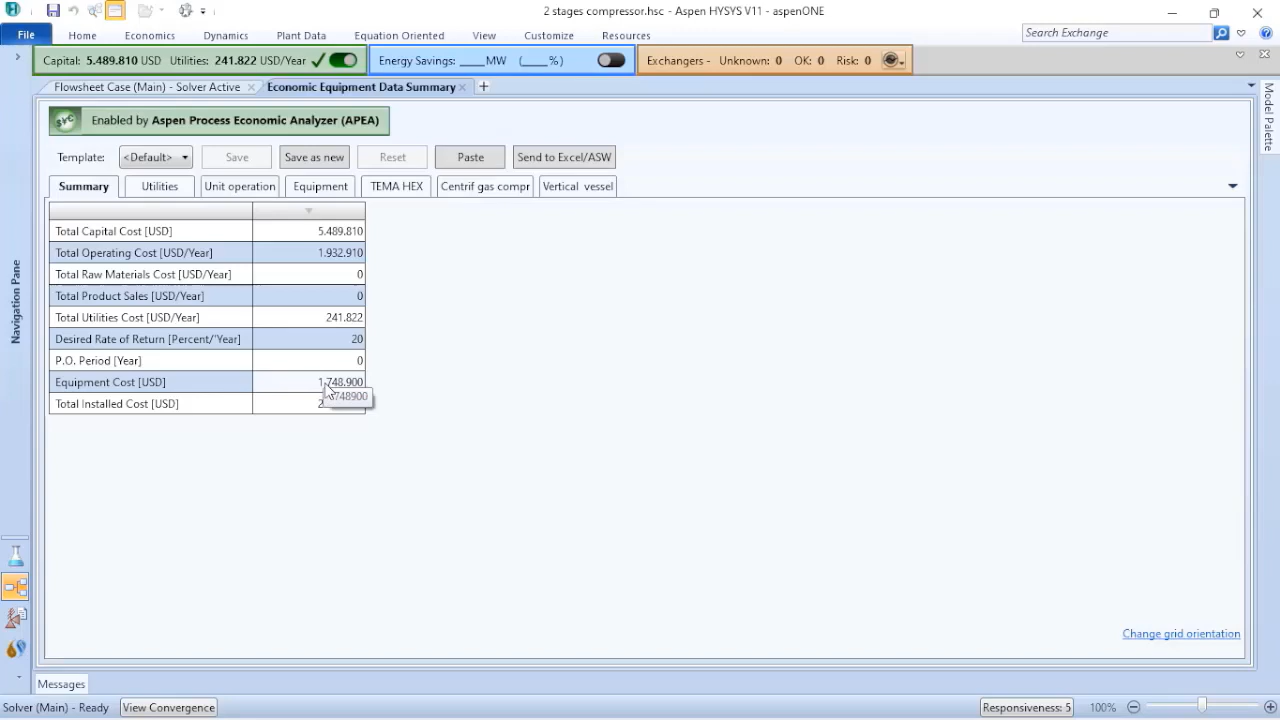 2 stages compressor.hsc - Aspen HYSYS V11 - aspenONE
File Home Economics Dynamics Plant Data Equation Oriented View Customize Resources Search Exchange
Capital: 5.489.810 USD Utilities: 241.822 USD/Year Energy Savings: ____MW (____%) Exchangers - Unknown: 0 OK: 0 Risk: 0
Flowsheet Case (Main) - Solver Active Economic Equipment Data Summary
Enabled by Aspen Process Economic Analyzer (APEA)
Template: <Default> Save Save as new Reset Paste Send to Excel/ASW
Summary Utilities Unit operation Equipment TEMA HEX Centrif gas compr Vertical vessel
Total Capital Cost [USD] 5.489.810
Total Operating Cost [USD/Year] 1.932.910
Total Raw Materials Cost [USD/Year] 0
Total Product Sales [USD/Year] 0
Total Utilities Cost [USD/Year] 241.822
Desired Rate of Return [Percent/'Year] 20
P.O. Period [Year] 0
Equipment Cost [USD] 1.748.900
Total Installed Cost [USD]
Navigation Pane
Model Palette
Change grid orientation
Messages
Solver (Main) - Ready View Convergence Responsiveness: 5 100%